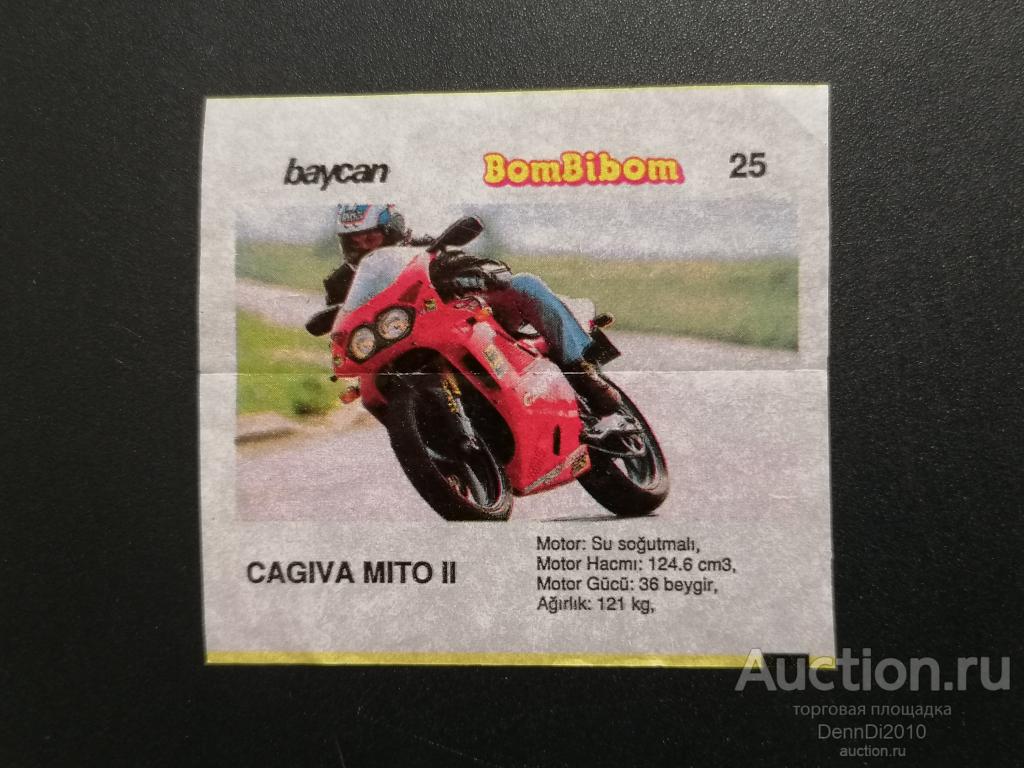 baycan
BomBibom
25
CAGIVA MITO II
Motor: Su soğutmalı,
Motor Hacmı: 124.6 cm3,
Motor Gücü: 36 beygir,
Ağırlık: 121 kg,
Auction.ru
торговая площадка
DennDi2010
auction.ru